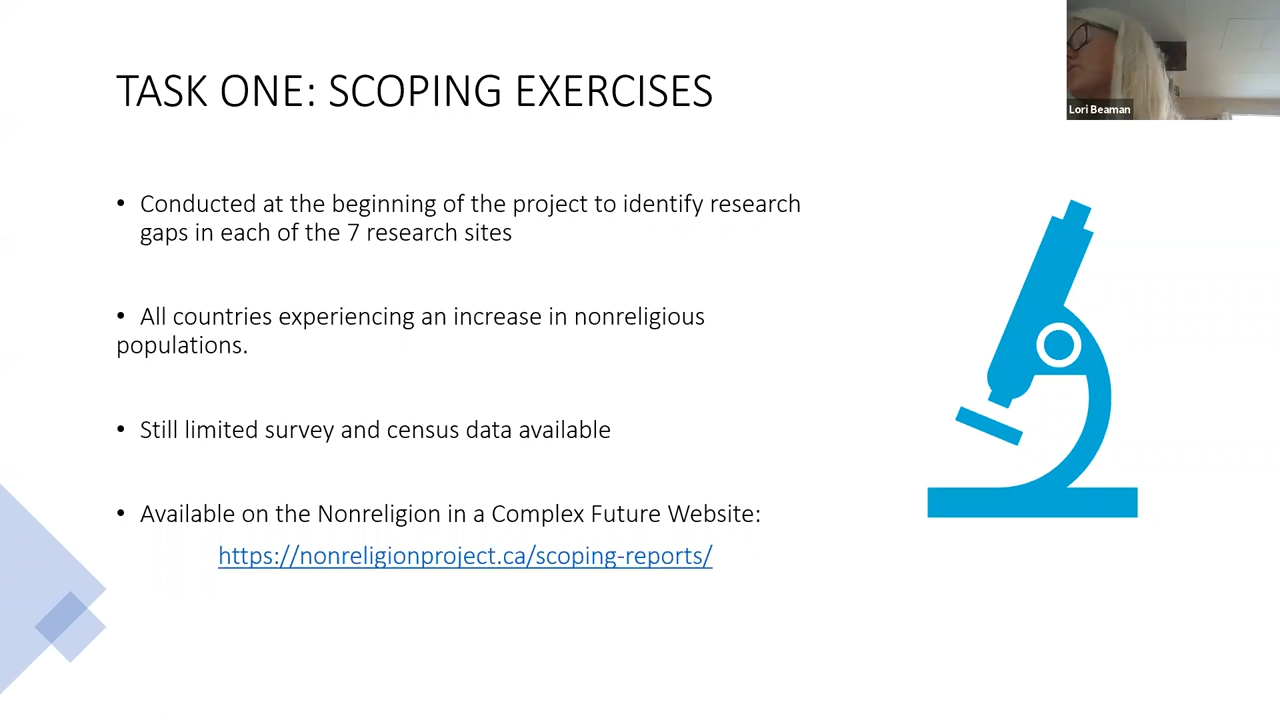 TASK ONE: SCOPING EXERCISES
Lori Beaman
• Conducted at the beginning of the project to identify research
gaps in each of the 7 research sites
• All countries experiencing an increase in nonreligious
populations.
• Still limited survey and census data available
• Available on the Nonreligion in a Complex Future Website:
https://nonreligionproject.ca/scoping-reports/